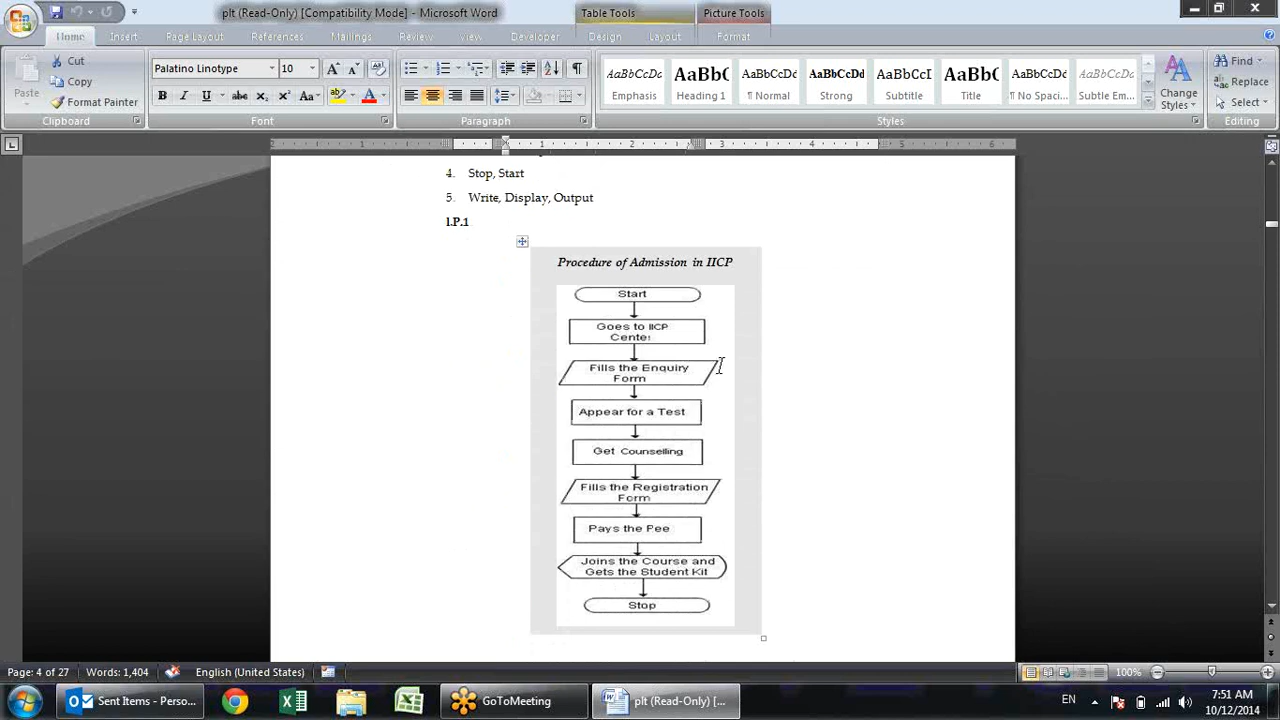 plt (Read-Only) [Compatibility Mode] - Microsoft Word
Table Tools
Picture Tools
Home
Insert
Page Layout
References
Mailings
Review
View
Developer
Design
Layout
Format
Paste
Cut
Copy
Format Painter
Clipboard
Palatino Linotype
10
Font
Paragraph
AaBbCcDc
Emphasis
AaBbC
Heading 1
AaBbCcDc
¶ Normal
AaBbCcDd
Strong
AaBbCcI
Subtitle
AaBbC
Title
AaBbCcDc
¶ No Spaci...
AaBbCcDc
Subtle Em...
Change
Styles
Styles
Find
Replace
Select
Editing
4. Stop, Start
5. Write, Display, Output
I.P.1
Procedure of Admission in IICP
Start
Goes to IICP
Center
Fills the Enquiry
Form
Appear for a Test
Get Counselling
Fills the Registration
Form
Pays the Fee
Joins the Course and
Gets the Student Kit
Stop
Page: 4 of 27
Words: 1,404
English (United States)
100%
Sent Items - Perso...
GoToMeeting
plt (Read-Only) [...
EN
7:51 AM
10/12/2014